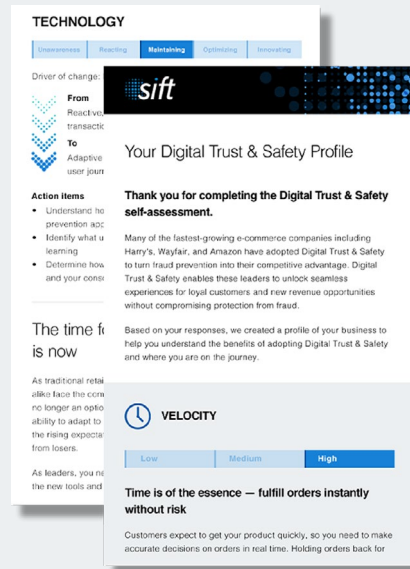 TECHNOLOGY
Unawareness Reacting Maintaining Optimizing Innovating
Driver of change:
From
Reactive,
transactio
To
Adaptive
user journ
Action items
• Understand ho
prevention app
• Identify what u
learning
• Determine how
and your cons
The time fo
is now
As traditional retai
alike face the com
no longer an optio
ability to adapt to
the rising expecta
from losers.
As leaders, you ne
the new tools and
sift
Your Digital Trust & Safety Profile
Thank you for completing the Digital Trust & Safety
self-assessment.
Many of the fastest-growing e-commerce companies including
Harry's, Wayfair, and Amazon have adopted Digital Trust & Safety
to turn fraud prevention into their competitive advantage. Digital
Trust & Safety enables these leaders to unlock seamless
experiences for loyal customers and new revenue opportunities
without compromising protection from fraud.
Based on your responses, we created a profile of your business to
help you understand the benefits of adopting Digital Trust & Safety
and where you are on the journey.
VELOCITY
Low Medium High
Time is of the essence — fulfill orders instantly
without risk
Customers expect to get your product quickly, so you need to make
accurate decisions on orders in real time. Holding orders back for